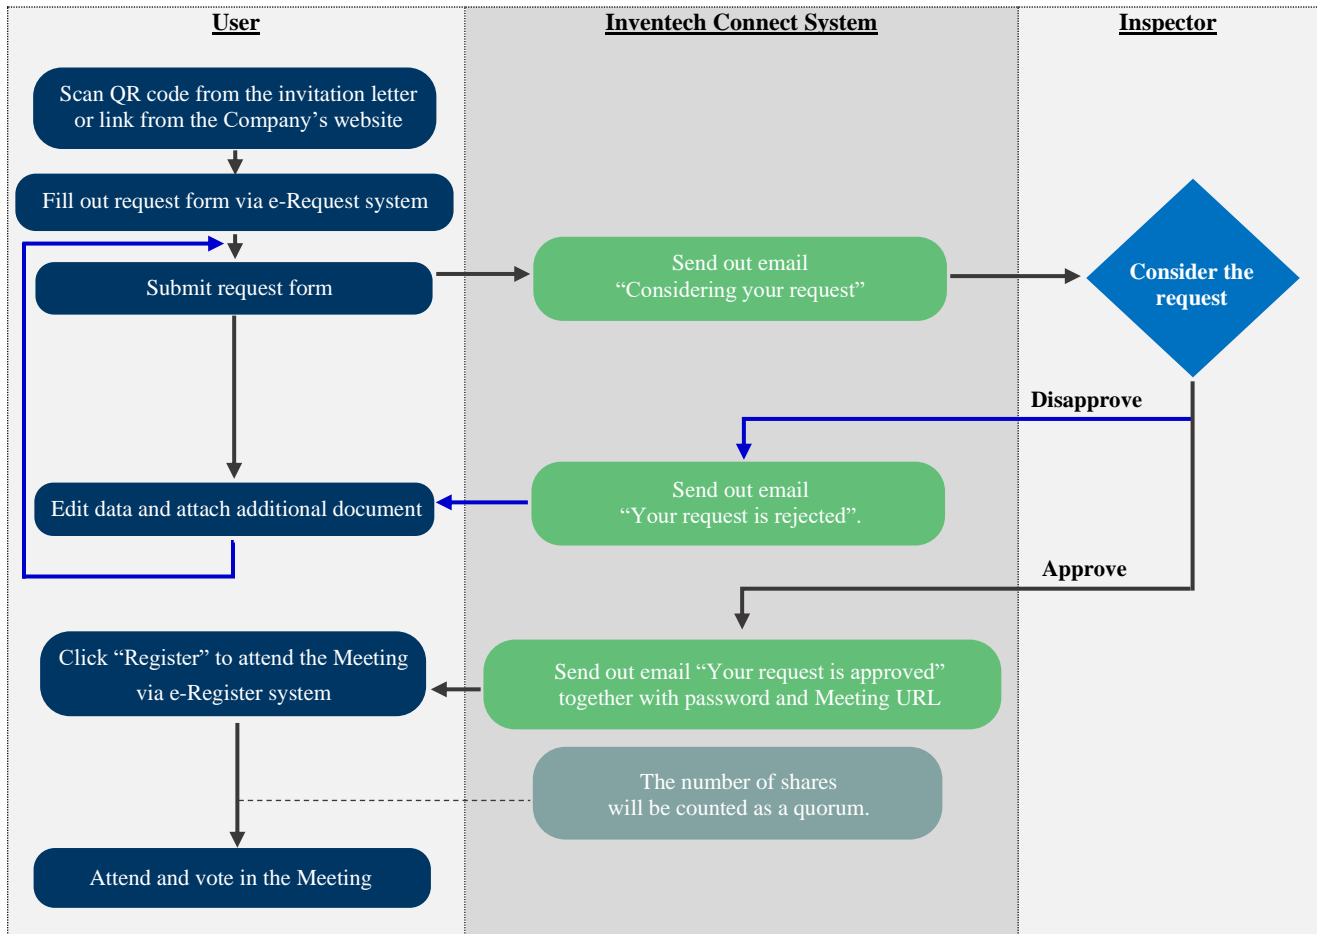 User
Inventech Connect System
Inspector
Scan QR code from the invitation letter
or link from the Company’s website
Fill out request form via e-Request system
Submit request form
Send out email
“Considering your request”
Consider the
request
Disapprove
Edit data and attach additional document
Send out email
“Your request is rejected”.
Approve
Click “Register” to attend the Meeting
via e-Register system
Send out email “Your request is approved”
together with password and Meeting URL
The number of shares
will be counted as a quorum.
Attend and vote in the Meeting